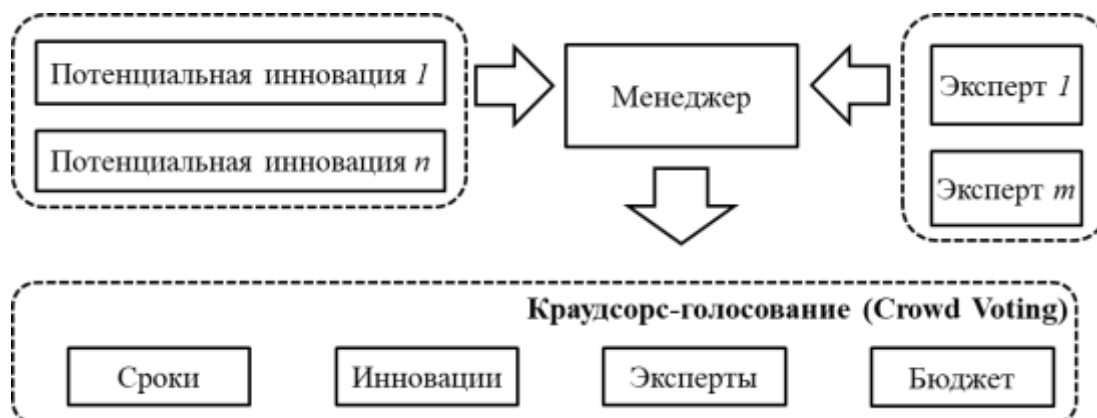 Потенциальная инновация 1
Потенциальная инновация n
Менеджер
Эксперт 1
Эксперт m
Краудсорс-голосование (Crowd Voting)
Сроки
Инновации
Эксперты
Бюджет